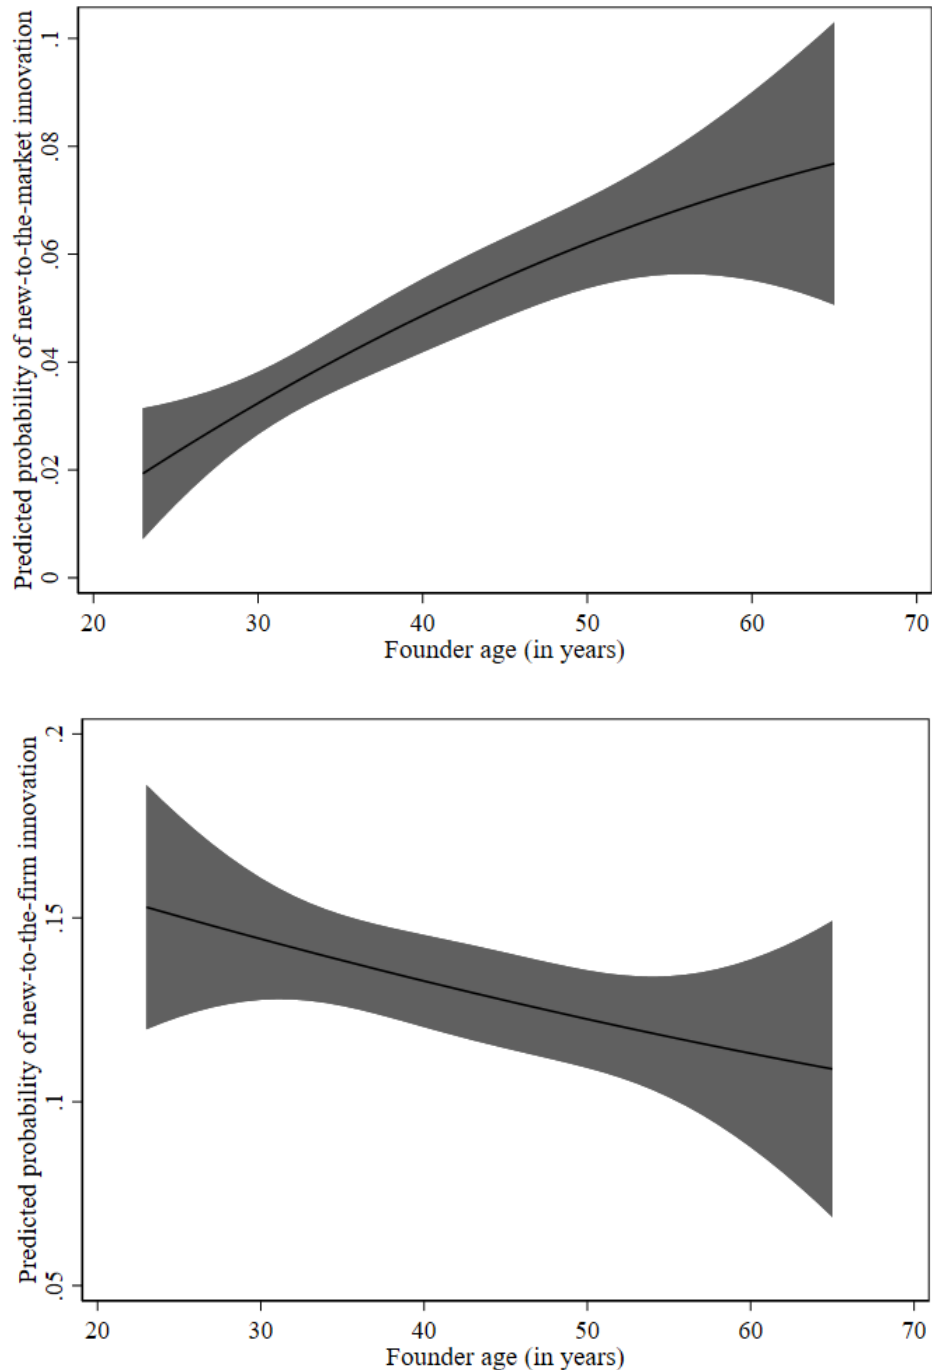 Predicted probability of new-to-the-market innovation
.1
.08
.06
.04
.02
0
20 30 40 50 60 70
Founder age (in years)
Predicted probability of new-to-the-firm innovation
.2
.15
.1
.05
20 30 40 50 60 70
Founder age (in years)